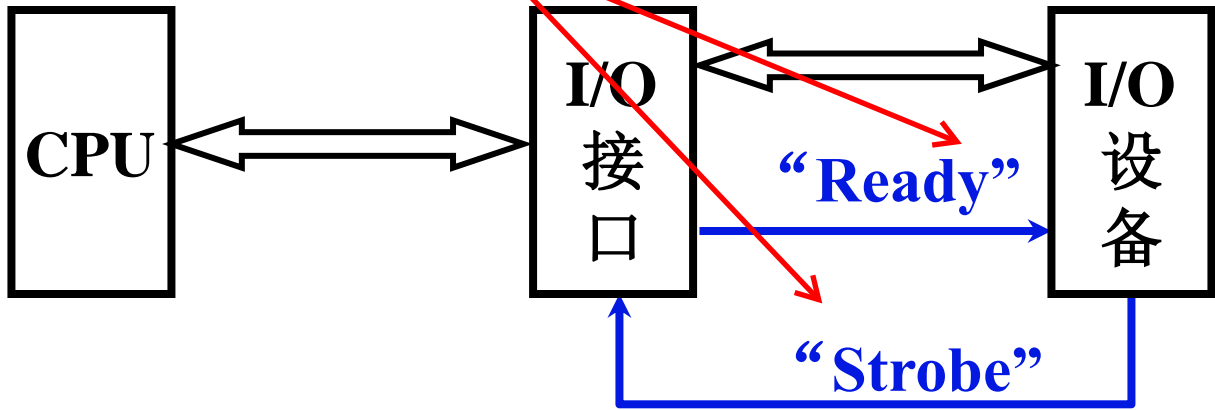 CPU
I/O
接
口
“Ready”
“Strobe”
I/O
设
备